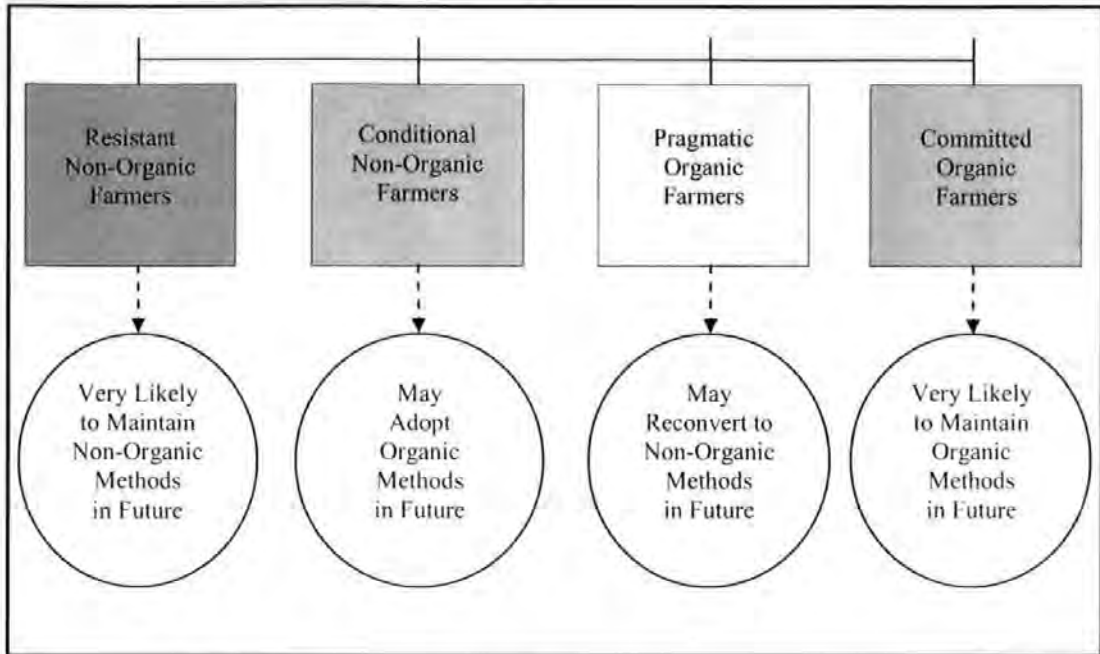 Resistant
Non-Organic
Farmers
Conditional
Non-Organic
Farmers
Pragmatic
Organic
Farmers
Committed
Organic
Farmers
Very Likely
to Maintain
Non-Organic
Methods
in Future
May
Adopt
Organic
Methods
in Future
May
Reconvert to
Non-Organic
Methods
in Future
Very Likely
to Maintain
Organic
Methods
in Future